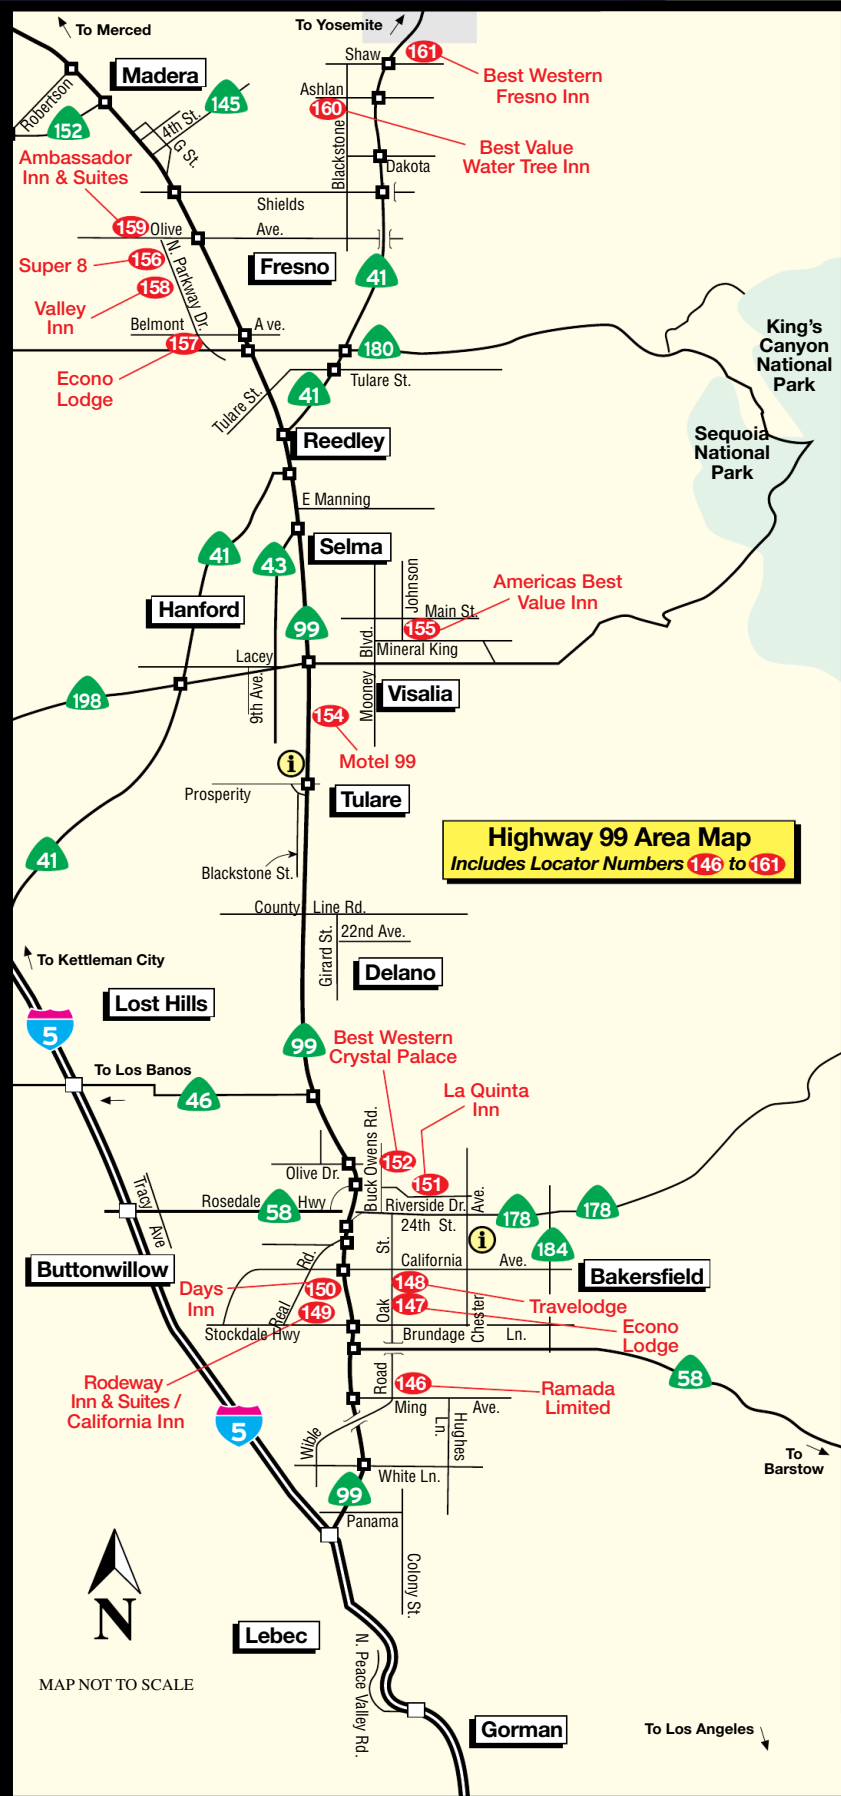 To Merced
To Yosemite
Shaw
161
Madera
Best Western
Fresno Inn
Robertson
Ashlan
145
160
152
4th St.
G St.
Blackstone
Best Value
Water Tree Inn
Ambassador
Inn & Suites
Dakota
Shields
159
Olive
Ave.
N. Parkway Dr.
Super 8
156
Fresno
41
158
Valley
Inn
Belmont
Ave.
157
180
King's
Canyon
National
Park
Econo
Lodge
Tulare St.
41
Tulare St.
Reedley
Sequoia
National
Park
E Manning
41
43
Selma
Johnson
Americas Best
Value Inn
Hanford
99
Main St.
155
Blvd.
Mineral King
Lacey
198
9th Ave.
Mooney
Visalia
154
Motel 99
i
Prosperity
Tulare
Highway 99 Area Map
Includes Locator Numbers 146 to 161
41
Blackstone St.
County Line Rd.
Girard St.
22nd Ave.
To Kettleman City
Delano
Lost Hills
5
99
Best Western
Crystal Palace
To Los Banos
46
La Quinta
Inn
Buck Owens Rd.
152
Olive Dr.
151
Tracy
Ave
Rosedale
58
Hwy
Riverside Dr.
Ave.
178
178
24th St.
i
184
St.
Rd.
California
Ave.
Buttonwillow
Bakersfield
Days
Inn
150
148
Travelodge
149
Real
Oak
147
Chester
Econo
Lodge
Stockdale Hwy
Brundage
Ln.
58
Rodeway
Inn & Suites /
California Inn
Road
146
Ramada
Limited
Ming
Ave.
5
Wible
Hughes
Ln.
To
Barstow
White Ln.
99
Panama
Colony St.
N
Lebec
MAP NOT TO SCALE
N. Peace Valley Rd.
Gorman
To Los Angeles